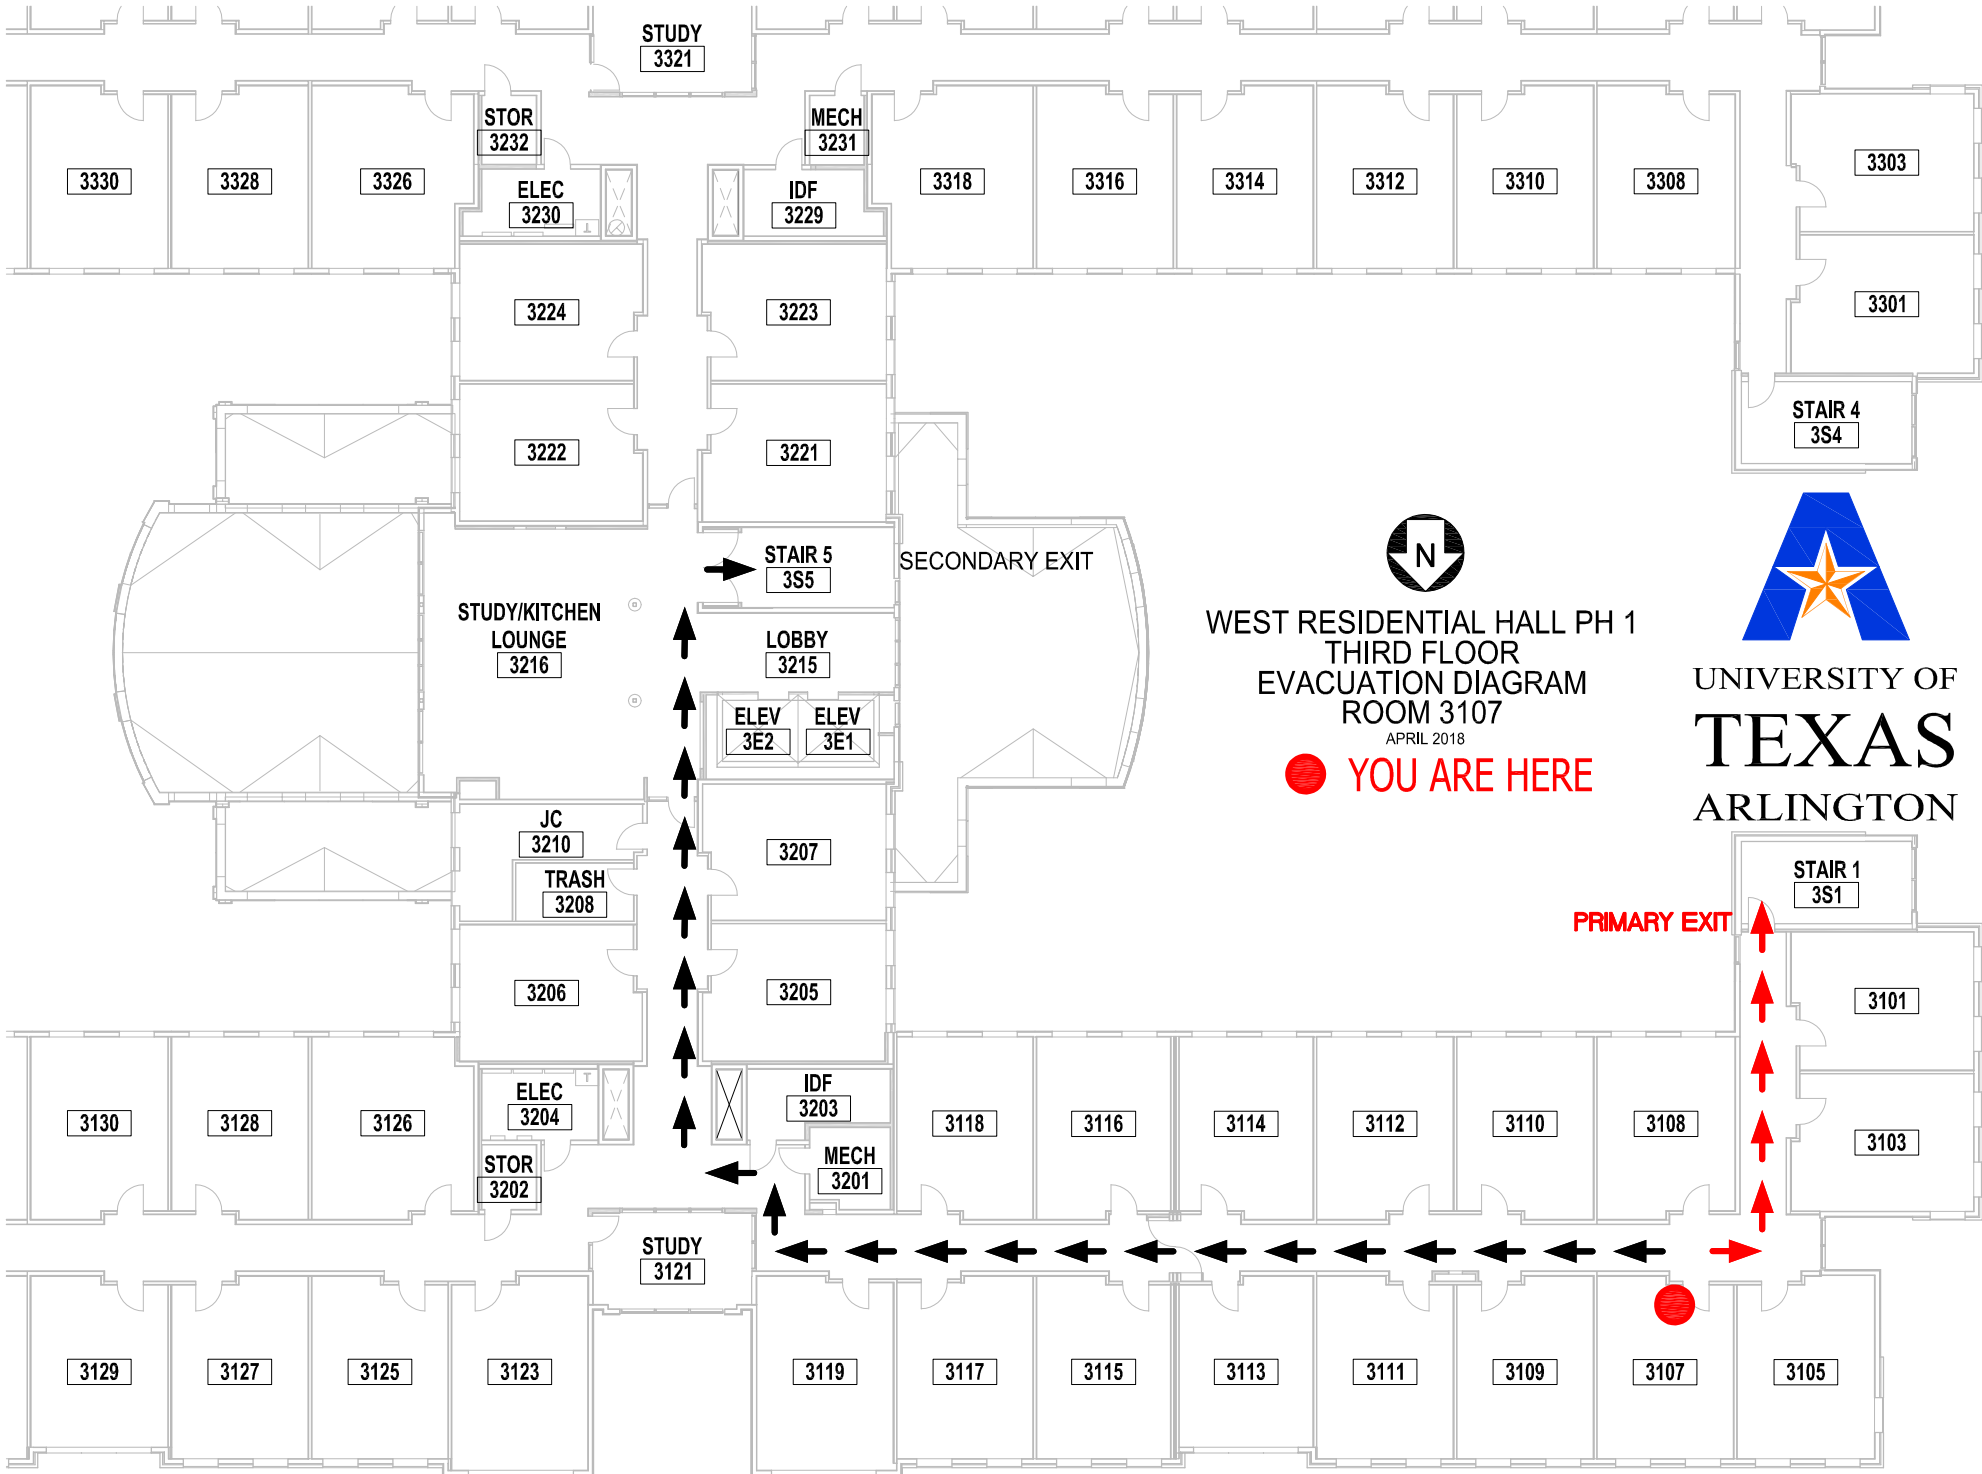 STUDY
3321
STOR
3232
MECH
3231
3330
3328
3326
ELEC
3230
IDF
3229
3318
3316
3314
3312
3310
3308
3303
3224
3223
3301
3222
3221
STAIR 4
3S4
STAIR 5
3S5
SECONDARY EXIT
N
STUDY/KITCHEN
LOUNGE
3216
LOBBY
3215
WEST RESIDENTIAL HALL PH 1
THIRD FLOOR
EVACUATION DIAGRAM
ROOM 3107
APRIL 2018
YOU ARE HERE
UNIVERSITY OF
TEXAS
ARLINGTON
ELEV
3E2
ELEV
3E1
JC
3210
TRASH
3208
3207
STAIR 1
3S1
PRIMARY EXIT
3206
3205
3101
3130
3128
3126
ELEC
3204
T
IDF
3203
3118
3116
3114
3112
3110
3108
3103
STOR
3202
MECH
3201
STUDY
3121
3129
3127
3125
3123
3119
3117
3115
3113
3111
3109
3107
3105